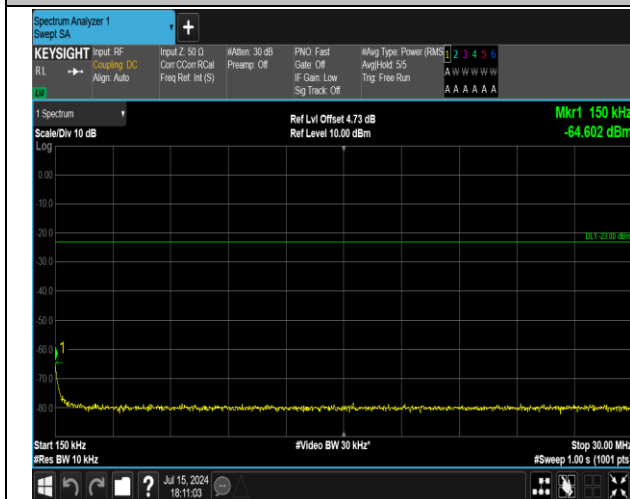 Spectrum Analyzer 1
Swept SA
+
KEYSIGHT Input: RF Input Z: 50 Ω #Atten: 30 dB PNO: Fast #Avg Type: Power (RMS 1 2 3 4 5 6
RL Coupling: DC Corr CCorr RCal Preamp: Off Gate: Off Avg|Hold: 5/5 A W W W W W
Align: Auto Freq Ref: Int (S) IF Gain: Low Trig: Free Run
Sig Track: Off A A A A A A
1 Spectrum Ref Lvl Offset 4.73 dB Mkr1 150 kHz
Scale/Div 10 dB Ref Level 10.00 dBm -64.602 dBm
Log
0.00
-10.0
-20.0
DL1 -23.00 dBm
-30.0
-40.0
-50.0
-60.0 1
-70.0
-80.0
Start 150 kHz #Video BW 30 kHz* Stop 30.00 MHz
#Res BW 10 kHz #Sweep 1.00 s (1001 pts
? Jul 15, 2024
18:11:03